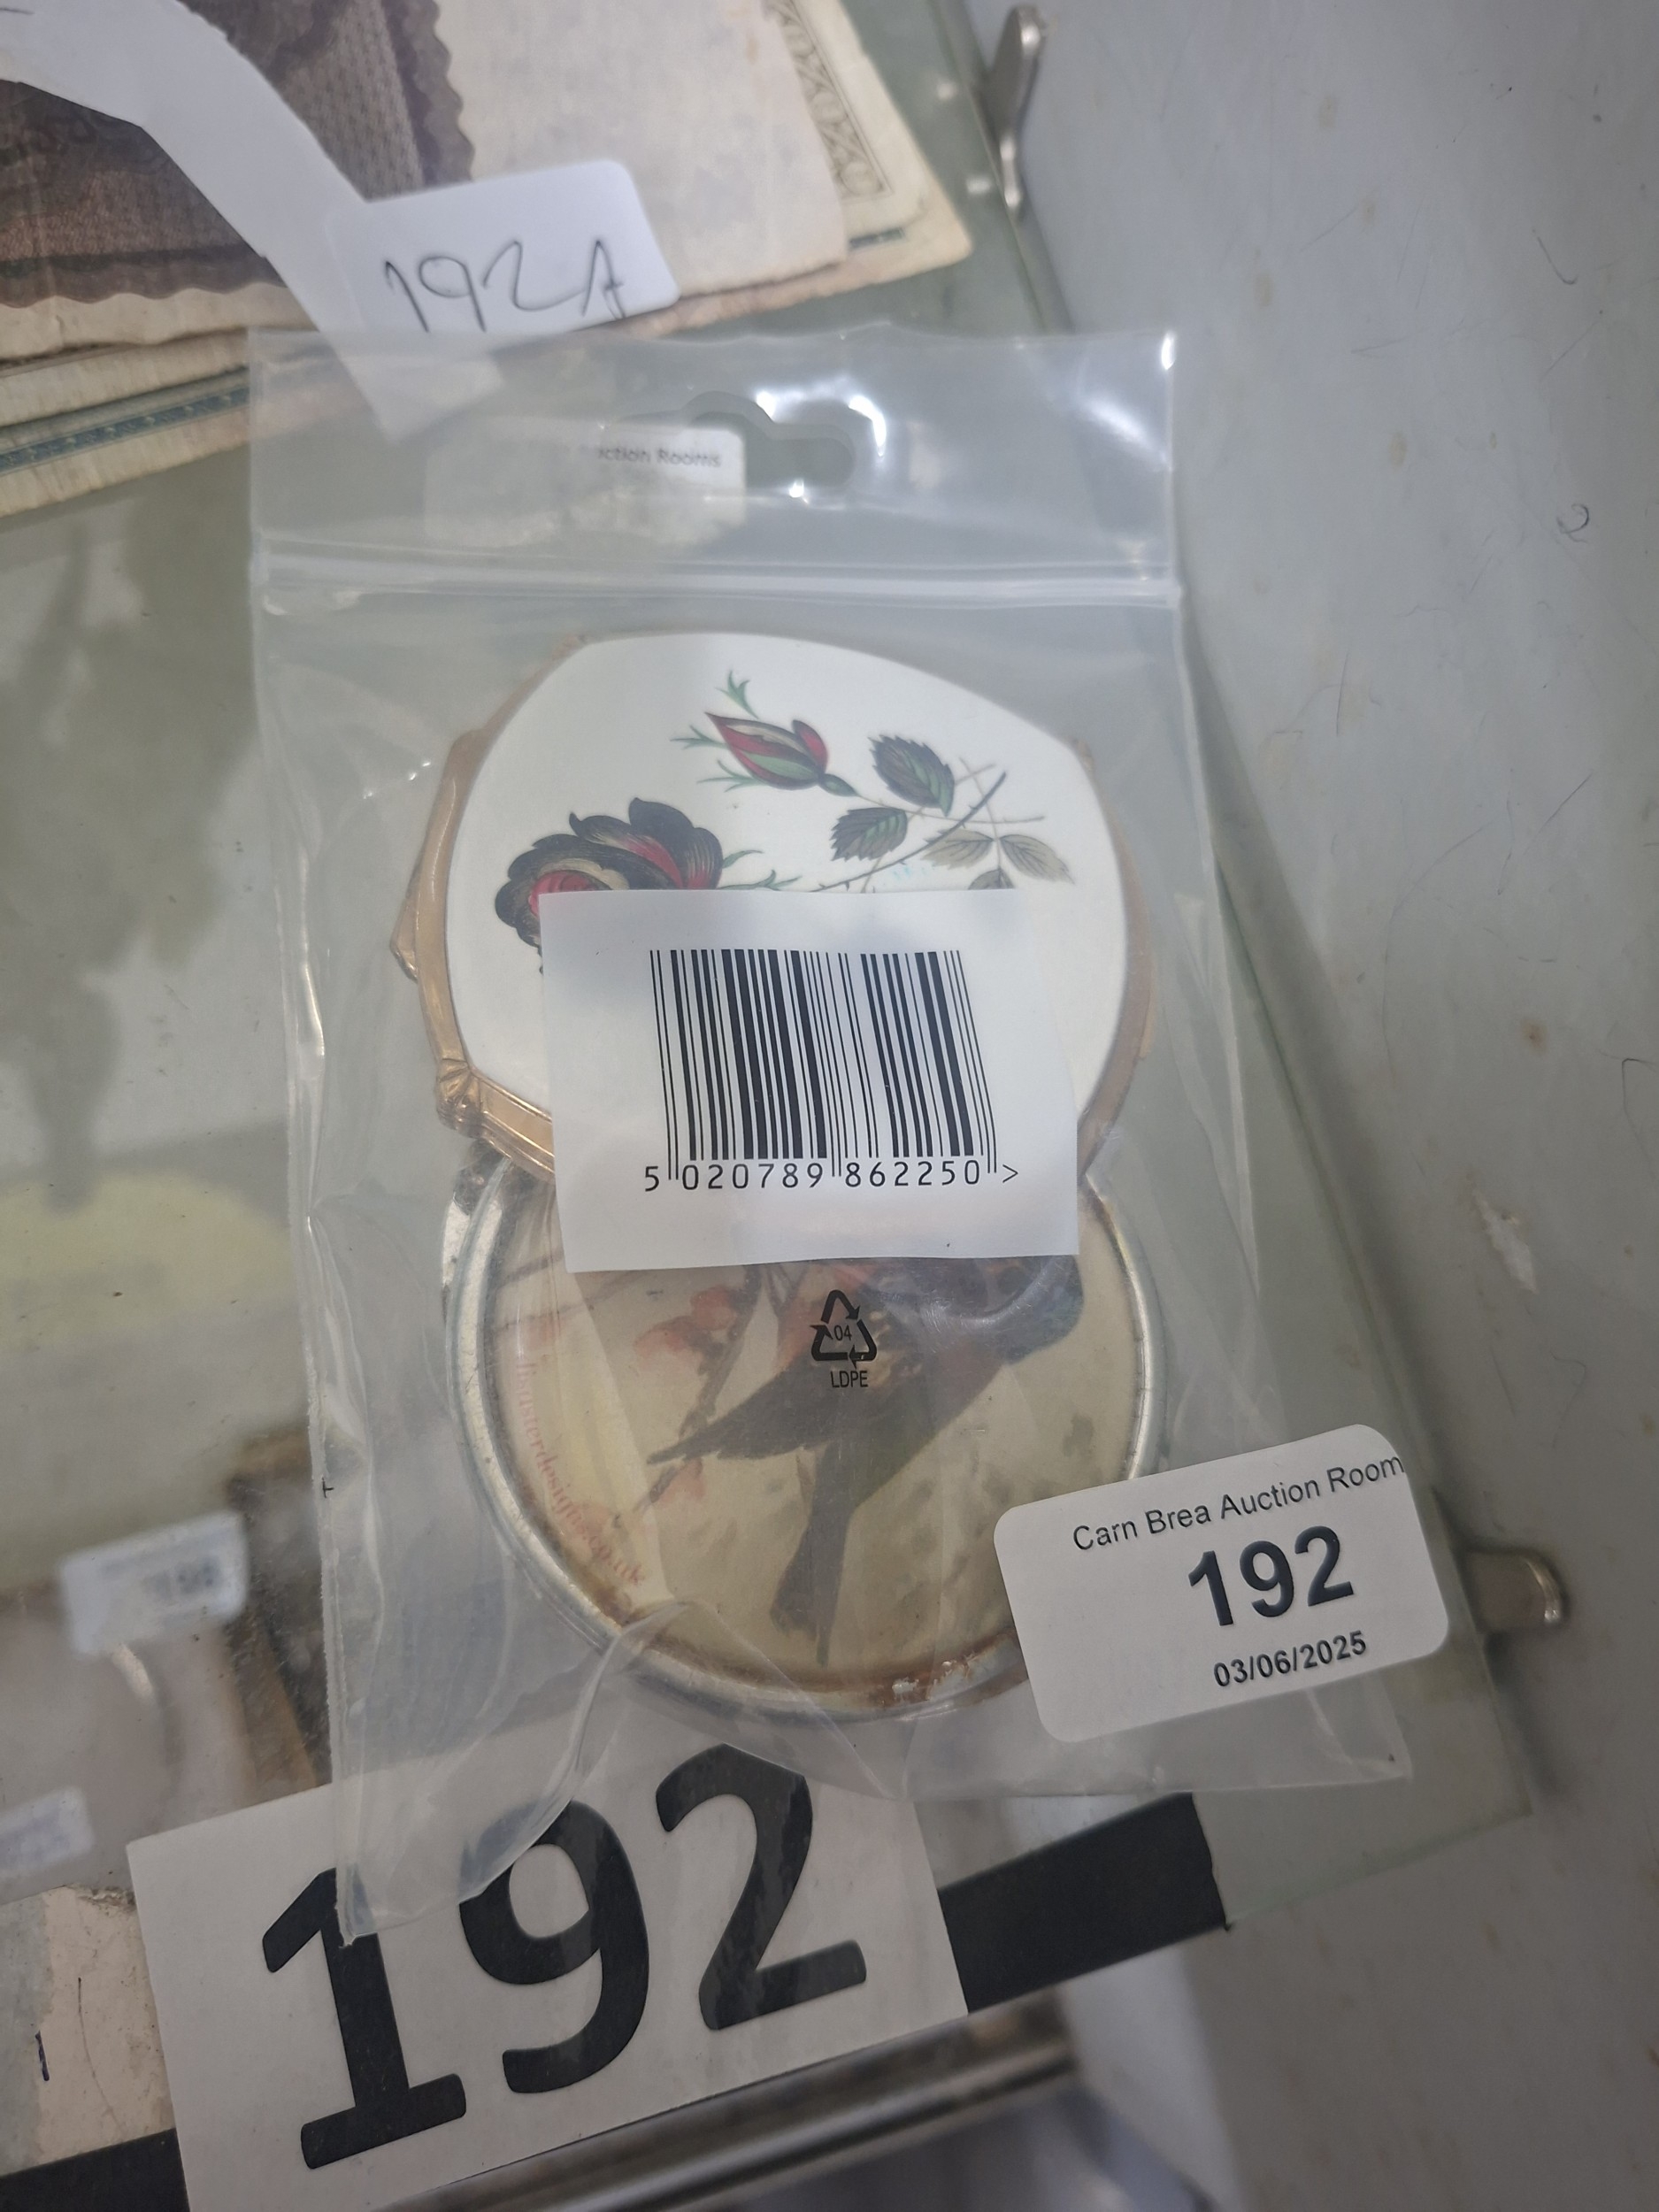 192A
uction Rooms
5 020789 862250 >
04
LDPE
Carn Brea Auction Room
192
03/06/2025
192